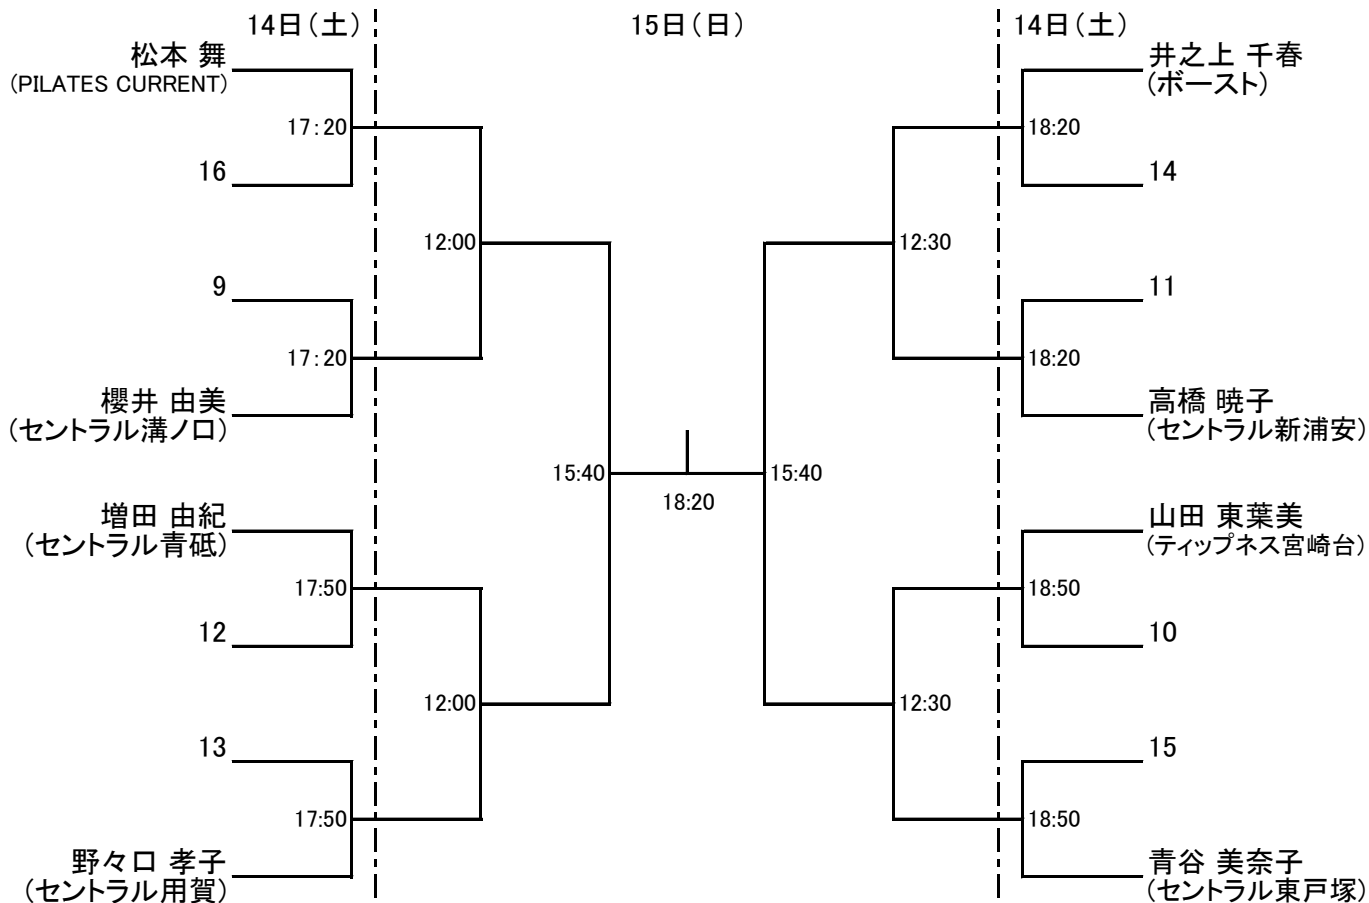 14日（土）
15日（日）
14日（土）
松本 舞
(PILATES CURRENT)
17:20
16
9
17:20
櫻井 由美
（セントラル溝ノ口）
12:00
増田 由紀
（セントラル青砥）
17:50
12
13
17:50
野々口 孝子
（セントラル用賀）
12:00
15:40
18:20
15:40
12:30
12:30
井之上 千春
（ボースト）
18:20
14
11
18:20
高橋 暁子
（セントラル新浦安）
山田 東葉美
（ティップネス宮崎台）
18:50
10
15
18:50
青谷 美奈子
（セントラル東戸塚）